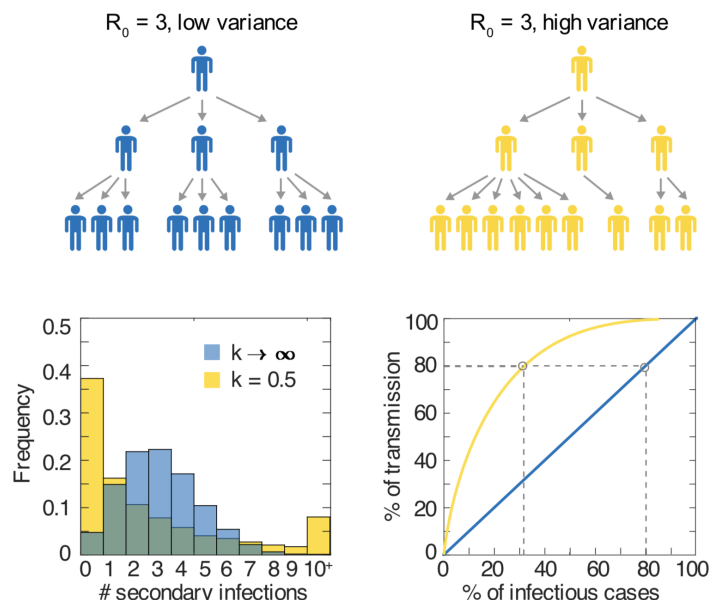 R0 = 3, low variance
R0 = 3, high variance
0.5
0.4
0.3
0.2
0.1
0
Frequency
k → ∞
k = 0.5
0 1 2 3 4 5 6 7 8 9 10+
# secondary infections
100
80
60
40
20
0
% of transmission
0 20 40 60 80 100
% of infectious cases